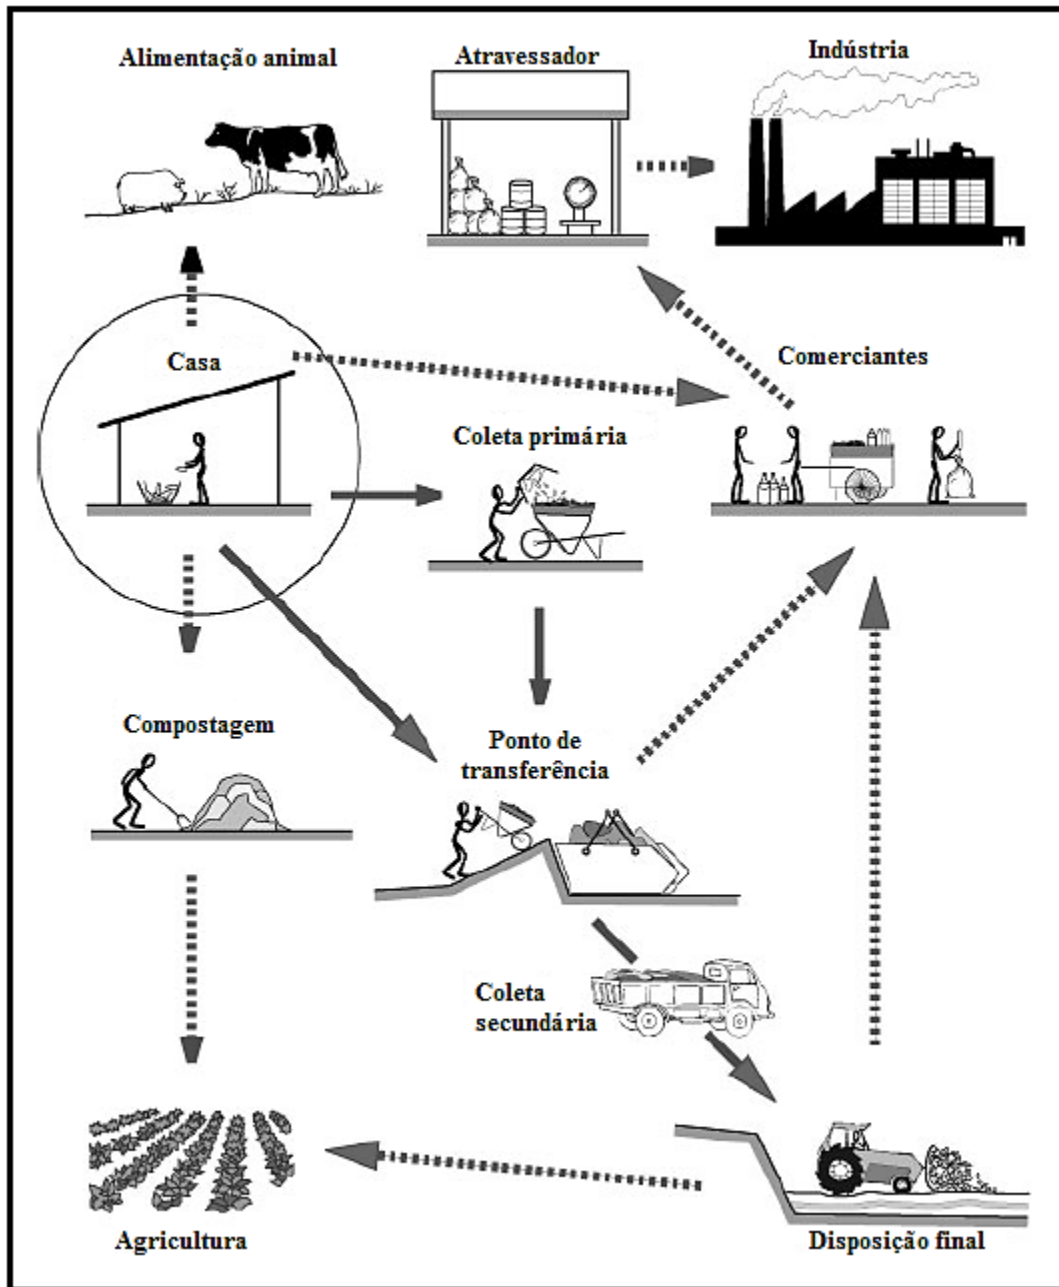 Alimentação animal
Atravessador
Indústria
Casa
Comerciantes
Coleta primária
Compostagem
Ponto de
transferência
Coleta
secundária
Agricultura
Disposição final